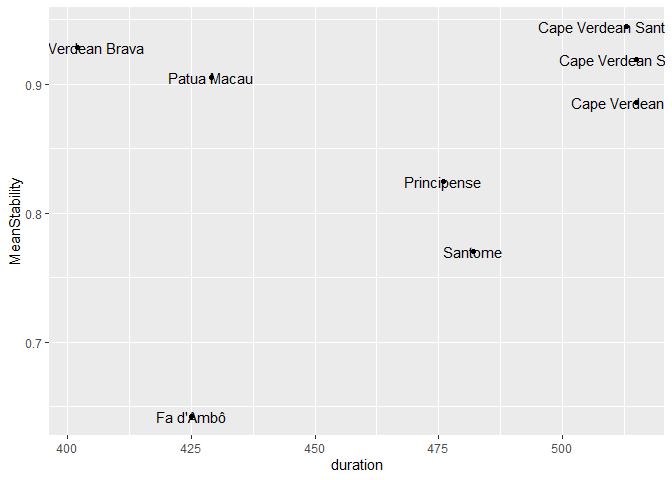 Cape Verdean Sant
Verdean Brava
Cape Verdean S
Patua Macau
Cape Verdean
Principense
Santome
Fa d'Ambô
0.9
0.8
0.7
MeanStability
400
425
450
475
500
duration